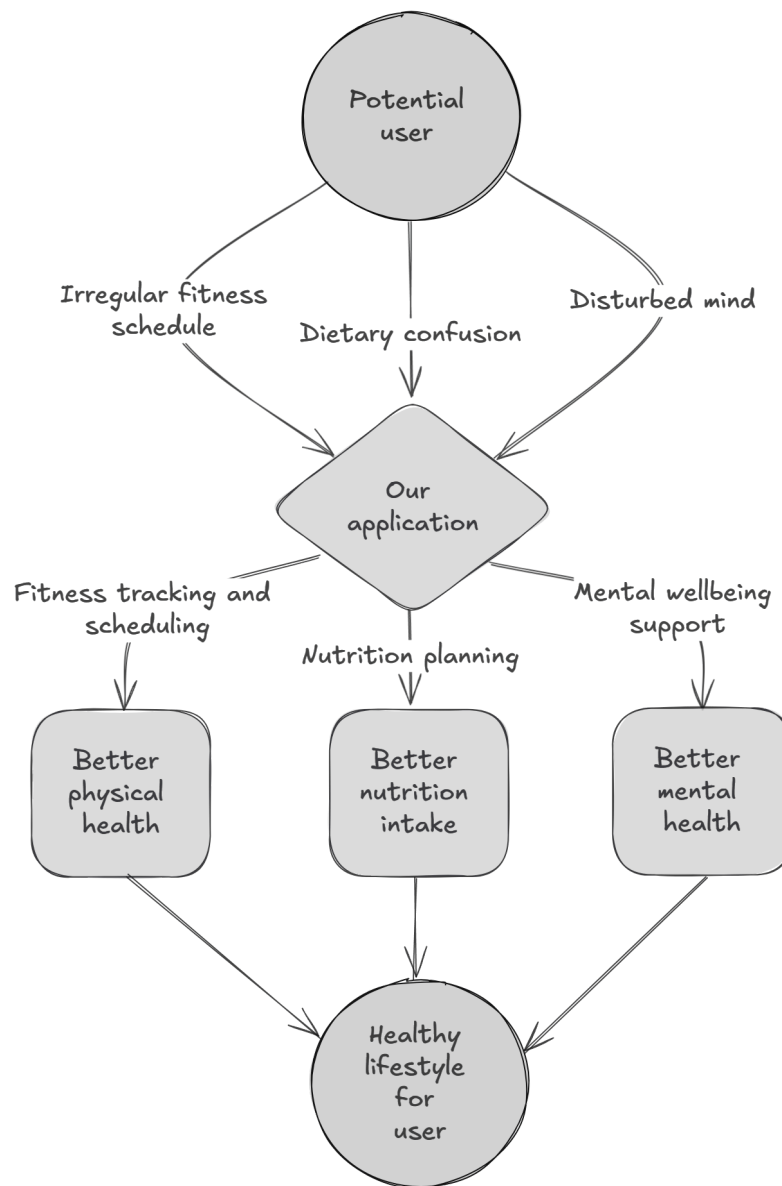 Potential
user
Irregular fitness
schedule
Dietary confusion
Disturbed mind
Our
application
Fitness tracking and
scheduling
Nutrition planning
Mental wellbeing
support
Better
physical
health
Better
nutrition
intake
Better
mental
health
Healthy
lifestyle
for
user